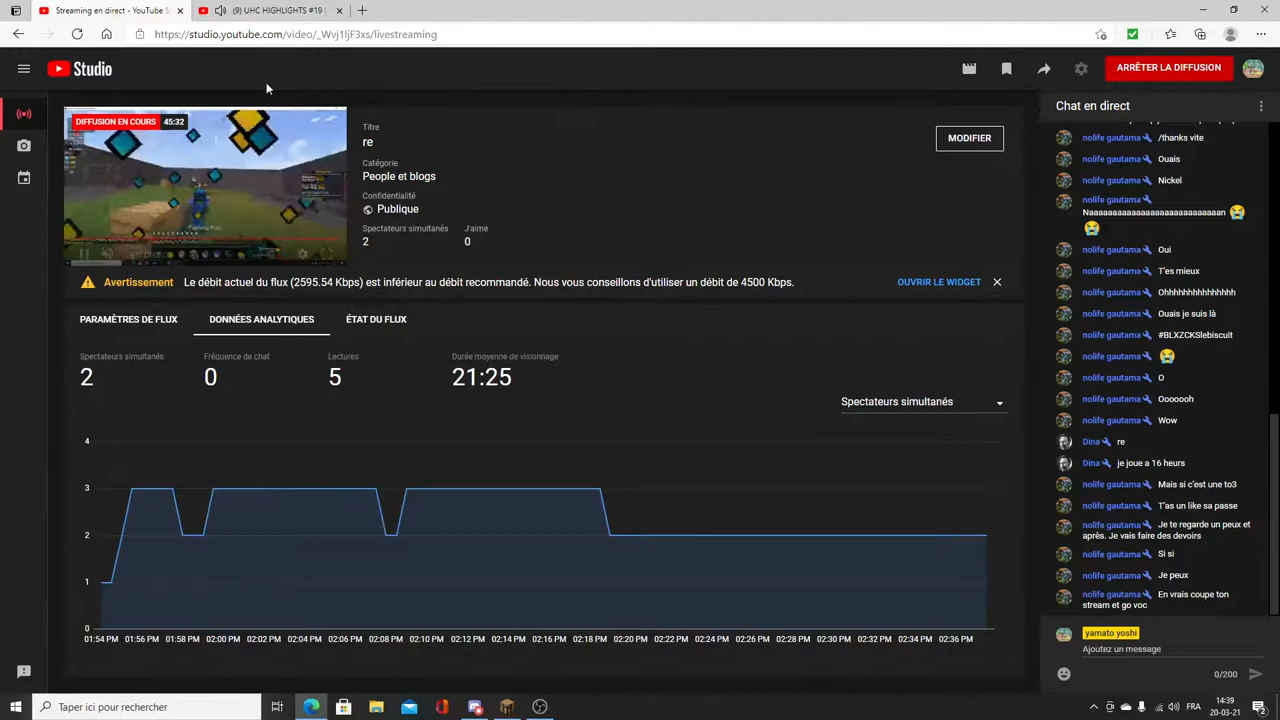 Streaming en direct - YouTube S
(9) UHC HIGHLIGHTS #19 |
https://studio.youtube.com/video/_Wvj1ljF3xs/livestreaming
Studio
ARRÊTER LA DIFFUSION
DIFFUSION EN COURS 45:32
Titre
re
Catégorie
People et blogs
Confidentialité
Publique
Spectateurs simultanés J'aime
2 0
MODIFIER
Avertissement Le débit actuel du flux (2595.54 Kbps) est inférieur au débit recommandé. Nous vous conseillons d'utiliser un débit de 4500 Kbps. OUVRIR LE WIDGET
PARAMÈTRES DE FLUX DONNÉES ANALYTIQUES ÉTAT DU FLUX
Spectateurs simultanés Fréquence de chat Lectures Durée moyenne de visionnage
2 0 5 21:25
Spectateurs simultanés
4
3
2
1
0
01:54 PM 01:56 PM 01:58 PM 02:00 PM 02:02 PM 02:04 PM 02:06 PM 02:08 PM 02:10 PM 02:12 PM 02:14 PM 02:16 PM 02:18 PM 02:20 PM 02:22 PM 02:24 PM 02:26 PM 02:28 PM 02:30 PM 02:32 PM 02:34 PM 02:36 PM
Chat en direct
nolife gautama /thanks vite
nolife gautama Ouais
nolife gautama Nickel
nolife gautama
Naaaaaaaaaaaaaaaaaaaaaaaaaaan 😭
😭
nolife gautama Oui
nolife gautama T'es mieux
nolife gautama Ohhhhhhhhhhhhhh
nolife gautama Ouais je suis là
nolife gautama #BLXZCKSlebiscuit
nolife gautama 😭
nolife gautama O
nolife gautama Ooooooh
nolife gautama Wow
Dina re
Dina je joue a 16 heurs
nolife gautama Mais si c'est une to3
nolife gautama T'as un like sa passe
nolife gautama Je te regarde un peux et
après. Je vais faire des devoirs
nolife gautama Si si
nolife gautama Je peux
nolife gautama En vrais coupe ton
stream et go voc
yamato yoshi
Ajoutez un message
0/200
Taper ici pour rechercher
FRA
14:39
20-03-21
2